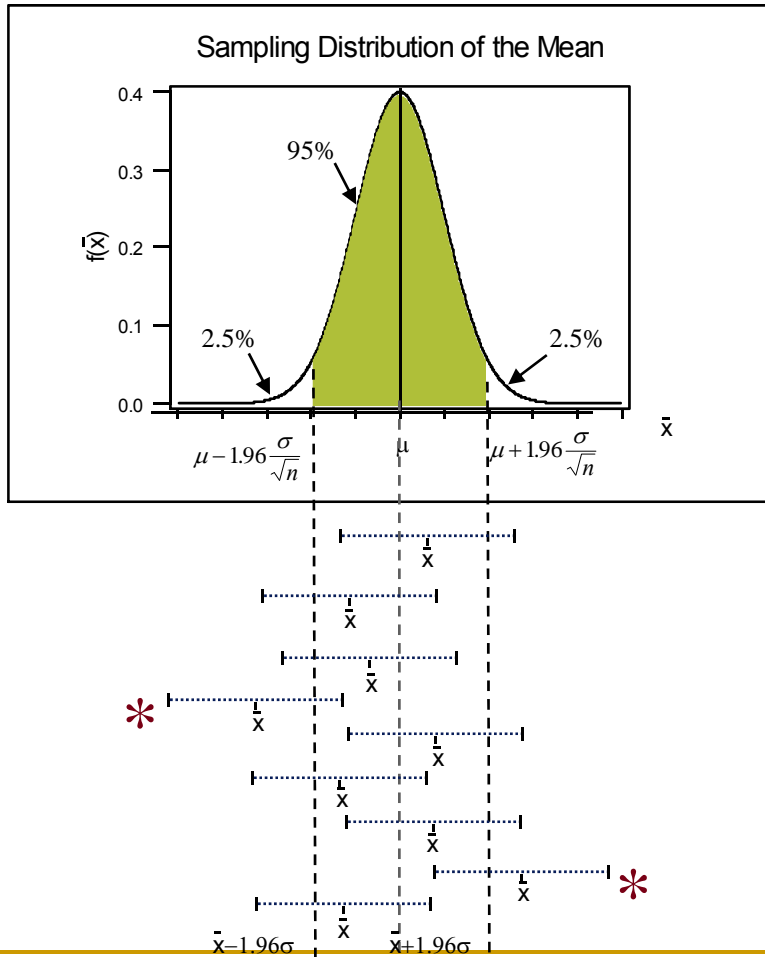 Sampling Distribution of the Mean
0.4
95%
0.3
f(x̄)
0.2
0.1
2.5%
2.5%
0.0
x̄
μ − 1.96 σ/√n
μ
μ + 1.96 σ/√n
x̄
x̄
x̄
*
x̄
x̄
x̄
x̄
x̄
*
x̄
x̄−1.96σ
x̄+1.96σ